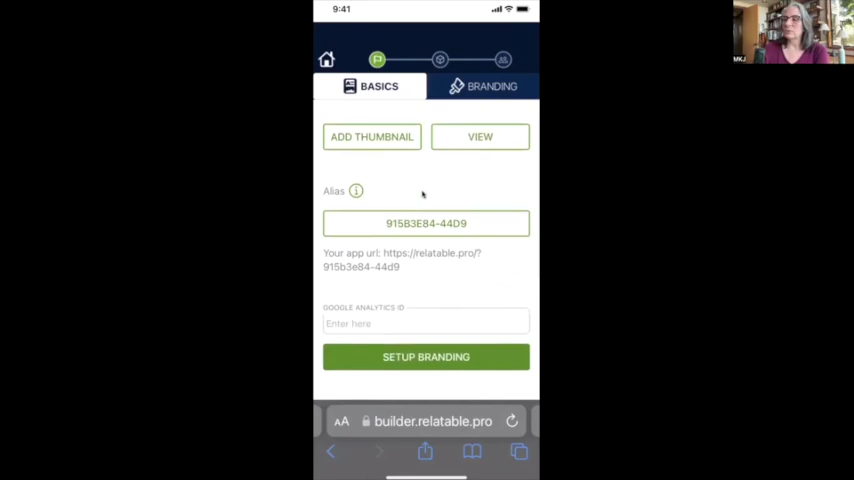 9:41
BASICS
BRANDING
ADD THUMBNAIL
VIEW
Alias
915B3E84-44D9
Your app url: https://relatable.pro/?
915b3e84-44d9
GOOGLE ANALYTICS ID
Enter here
SETUP BRANDING
AA
builder.relatable.pro
MKJ